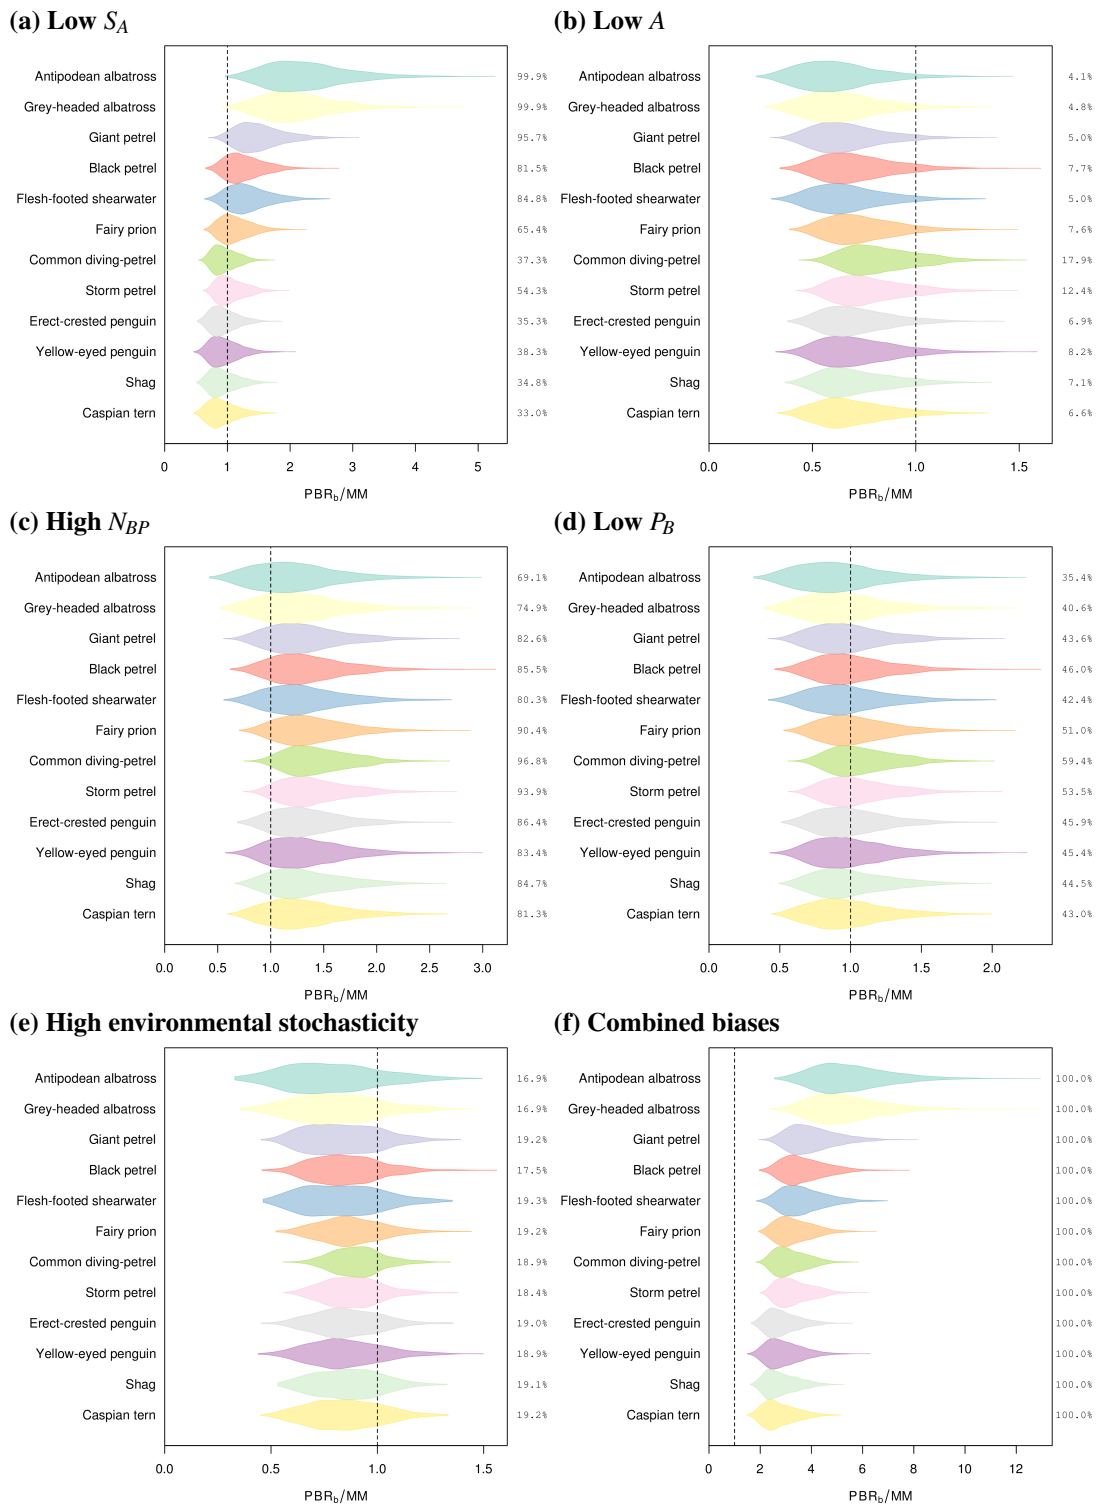 (a) Low S_A
Antipodean albatross 99.9%
Grey-headed albatross 99.9%
Giant petrel 95.7%
Black petrel 81.5%
Flesh-footed shearwater 84.8%
Fairy prion 65.4%
Common diving-petrel 37.3%
Storm petrel 54.3%
Erect-crested penguin 35.3%
Yellow-eyed penguin 38.3%
Shag 34.8%
Caspian tern 33.0%
0 1 2 3 4 5
PBR_b/MM
(b) Low A
Antipodean albatross 4.1%
Grey-headed albatross 4.8%
Giant petrel 5.0%
Black petrel 7.7%
Flesh-footed shearwater 5.0%
Fairy prion 7.6%
Common diving-petrel 17.9%
Storm petrel 12.4%
Erect-crested penguin 6.9%
Yellow-eyed penguin 8.2%
Shag 7.1%
Caspian tern 6.6%
0.0 0.5 1.0 1.5
PBR_b/MM
(c) High N_BP
Antipodean albatross 69.1%
Grey-headed albatross 74.9%
Giant petrel 82.6%
Black petrel 85.5%
Flesh-footed shearwater 80.3%
Fairy prion 90.4%
Common diving-petrel 96.8%
Storm petrel 93.9%
Erect-crested penguin 86.4%
Yellow-eyed penguin 83.4%
Shag 84.7%
Caspian tern 81.3%
0.0 0.5 1.0 1.5 2.0 2.5 3.0
PBR_b/MM
(d) Low P_B
Antipodean albatross 35.4%
Grey-headed albatross 40.6%
Giant petrel 43.6%
Black petrel 46.0%
Flesh-footed shearwater 42.4%
Fairy prion 51.0%
Common diving-petrel 59.4%
Storm petrel 53.5%
Erect-crested penguin 45.9%
Yellow-eyed penguin 45.4%
Shag 44.5%
Caspian tern 43.0%
0.0 0.5 1.0 1.5 2.0
PBR_b/MM
(e) High environmental stochasticity
Antipodean albatross 16.9%
Grey-headed albatross 16.9%
Giant petrel 19.2%
Black petrel 17.5%
Flesh-footed shearwater 19.3%
Fairy prion 19.2%
Common diving-petrel 18.9%
Storm petrel 18.4%
Erect-crested penguin 19.0%
Yellow-eyed penguin 18.9%
Shag 19.1%
Caspian tern 19.2%
0.0 0.5 1.0 1.5
PBR_b/MM
(f) Combined biases
Antipodean albatross 100.0%
Grey-headed albatross 100.0%
Giant petrel 100.0%
Black petrel 100.0%
Flesh-footed shearwater 100.0%
Fairy prion 100.0%
Common diving-petrel 100.0%
Storm petrel 100.0%
Erect-crested penguin 100.0%
Yellow-eyed penguin 100.0%
Shag 100.0%
Caspian tern 100.0%
0 2 4 6 8 10 12
PBR_b/MM